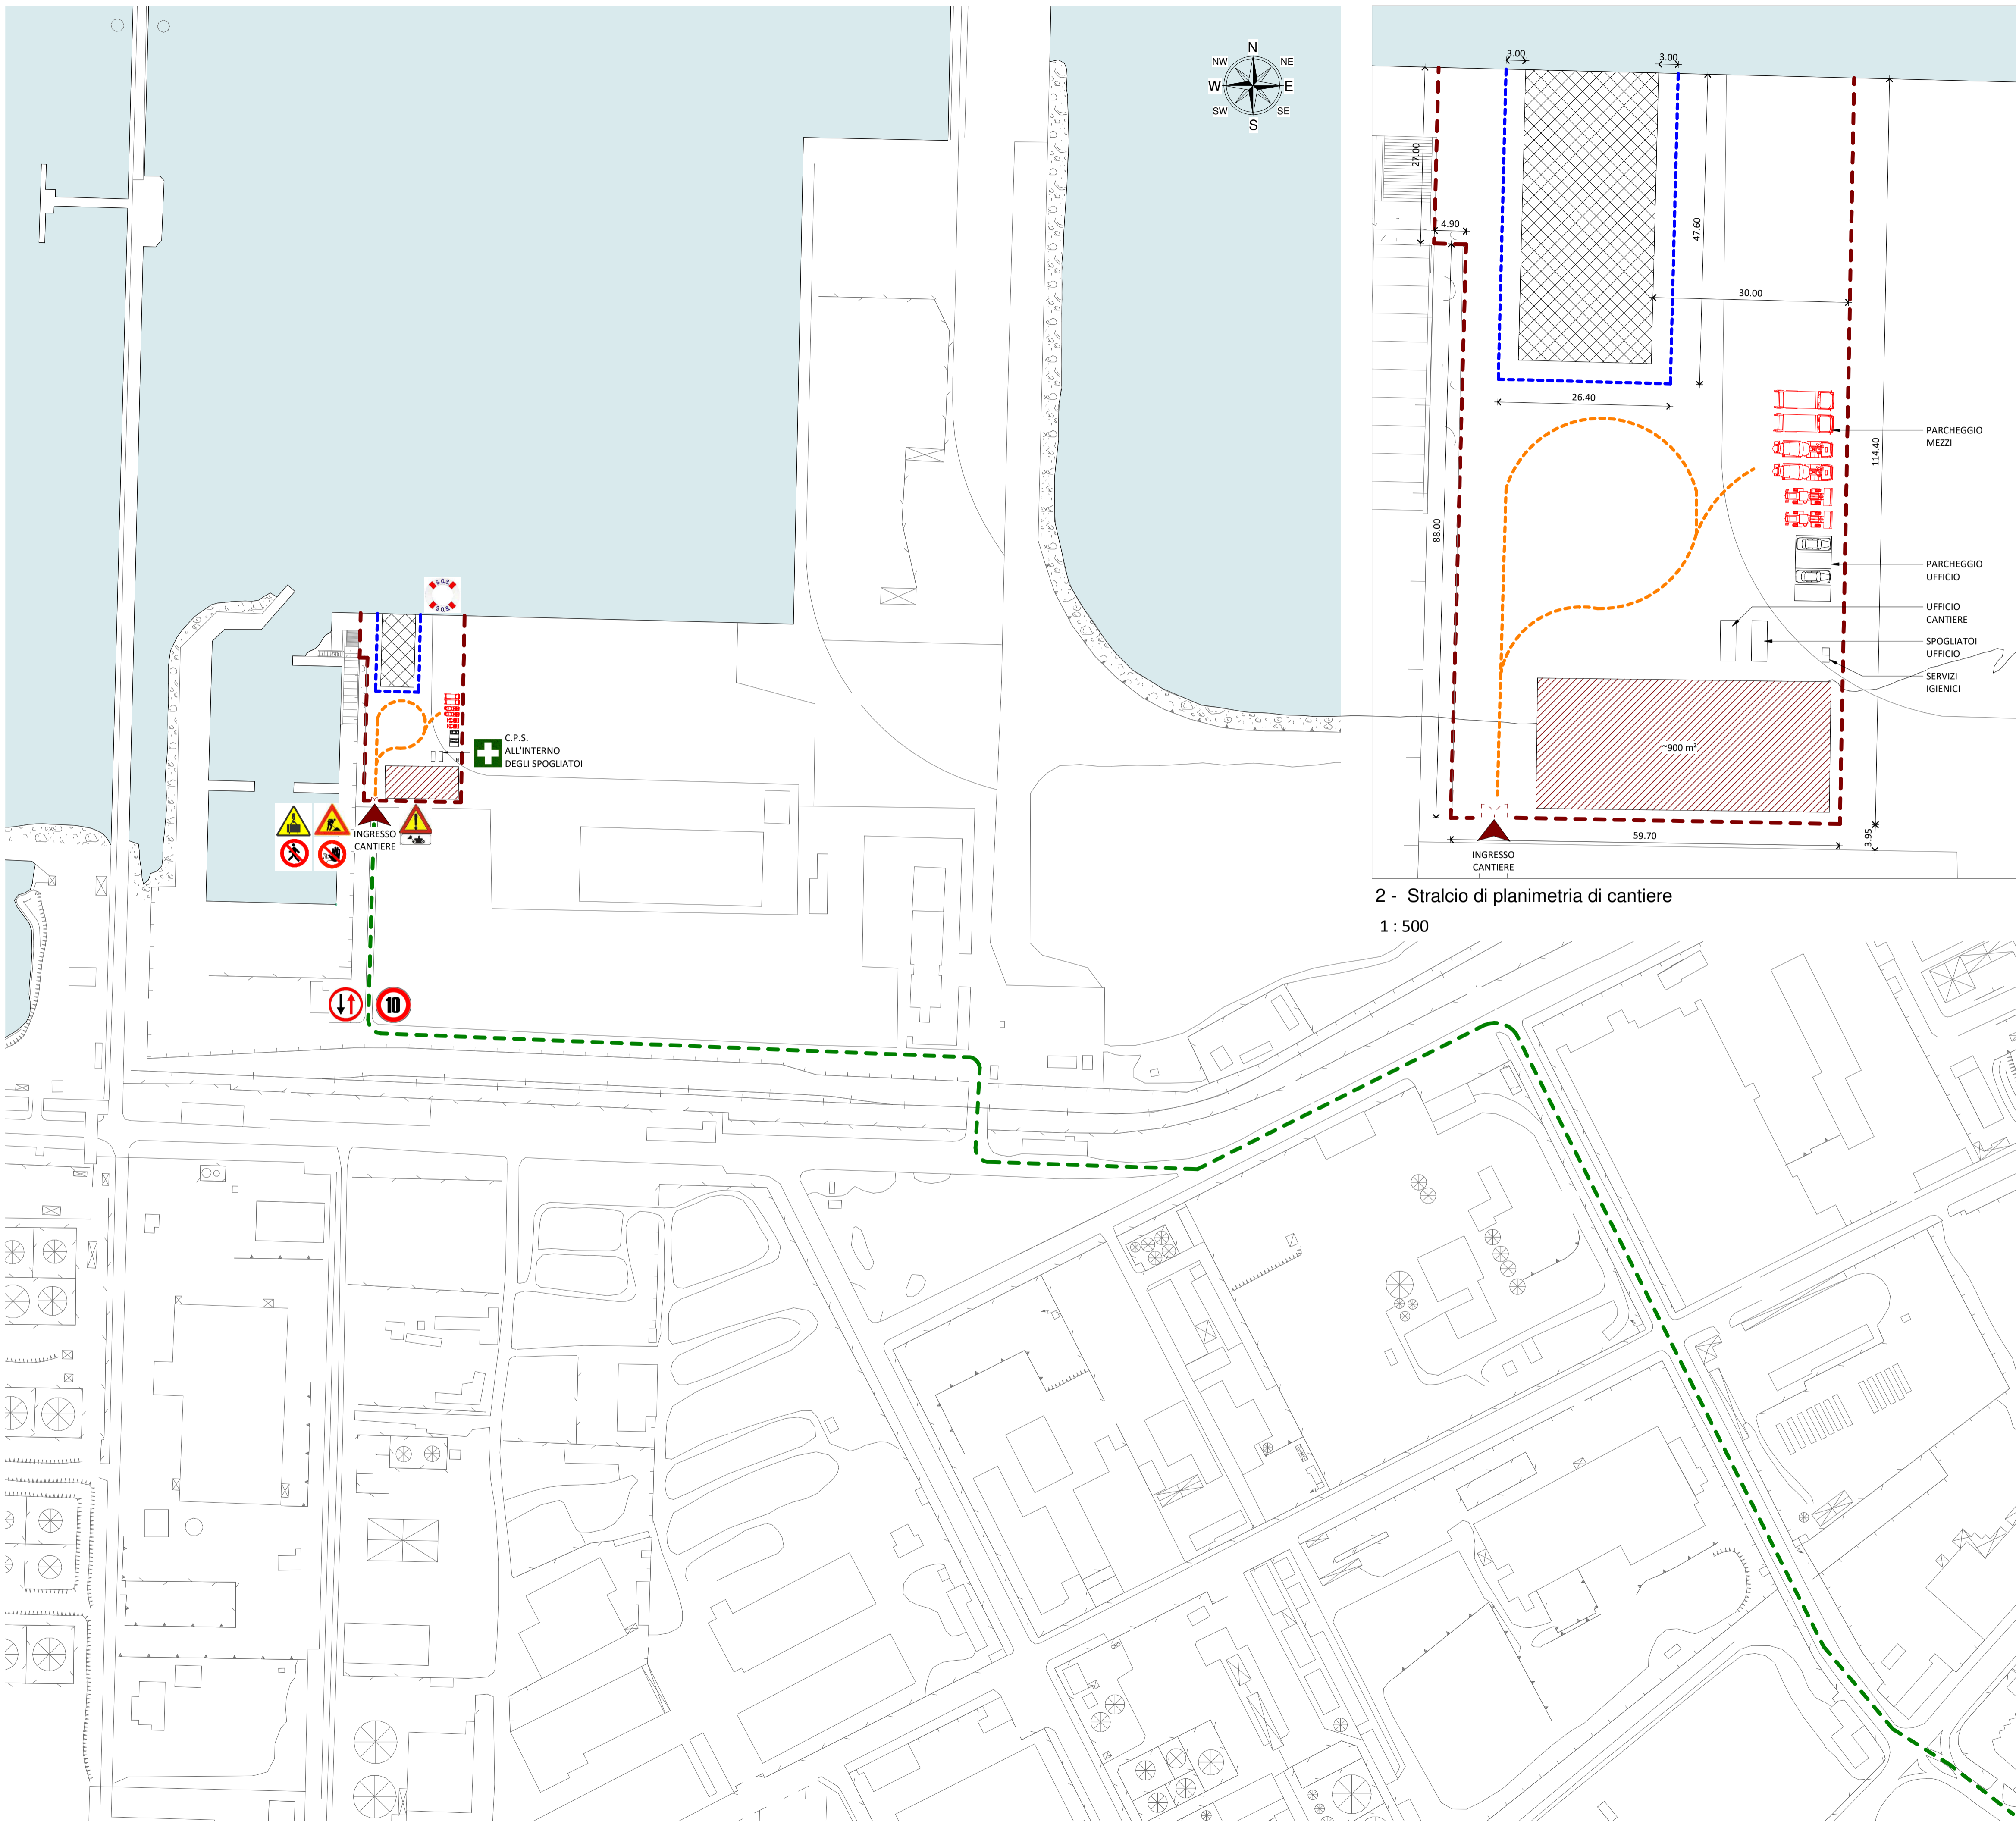 N
NW
NE
W
E
SW
SE
S
S.O.S
S.O.S
C.P.S.
ALL'INTERNO
DEGLI SPOGLIATOI
INGRESSO
CANTIERE
10
3.00
3.00
27.00
4.90
47.60
30.00
26.40
88.00
114.40
PARCHEGGIO
MEZZI
PARCHEGGIO
UFFICIO
UFFICIO
CANTIERE
SPOGLIATOI
UFFICIO
SERVIZI
IGIENICI
~900 m²
59.70
3.95
INGRESSO
CANTIERE
2 - Stralcio di planimetria di cantiere
1 : 500